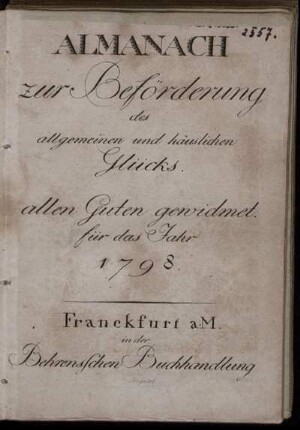 2557.
ALMANACH
zur Beförderung
des
allgemeinen und häuslichen
Glücks.
allen Guten gewidmet.
für das Jahr
1798.
Franckfurt a.M.
in der
Behrensschen Buchhandlung